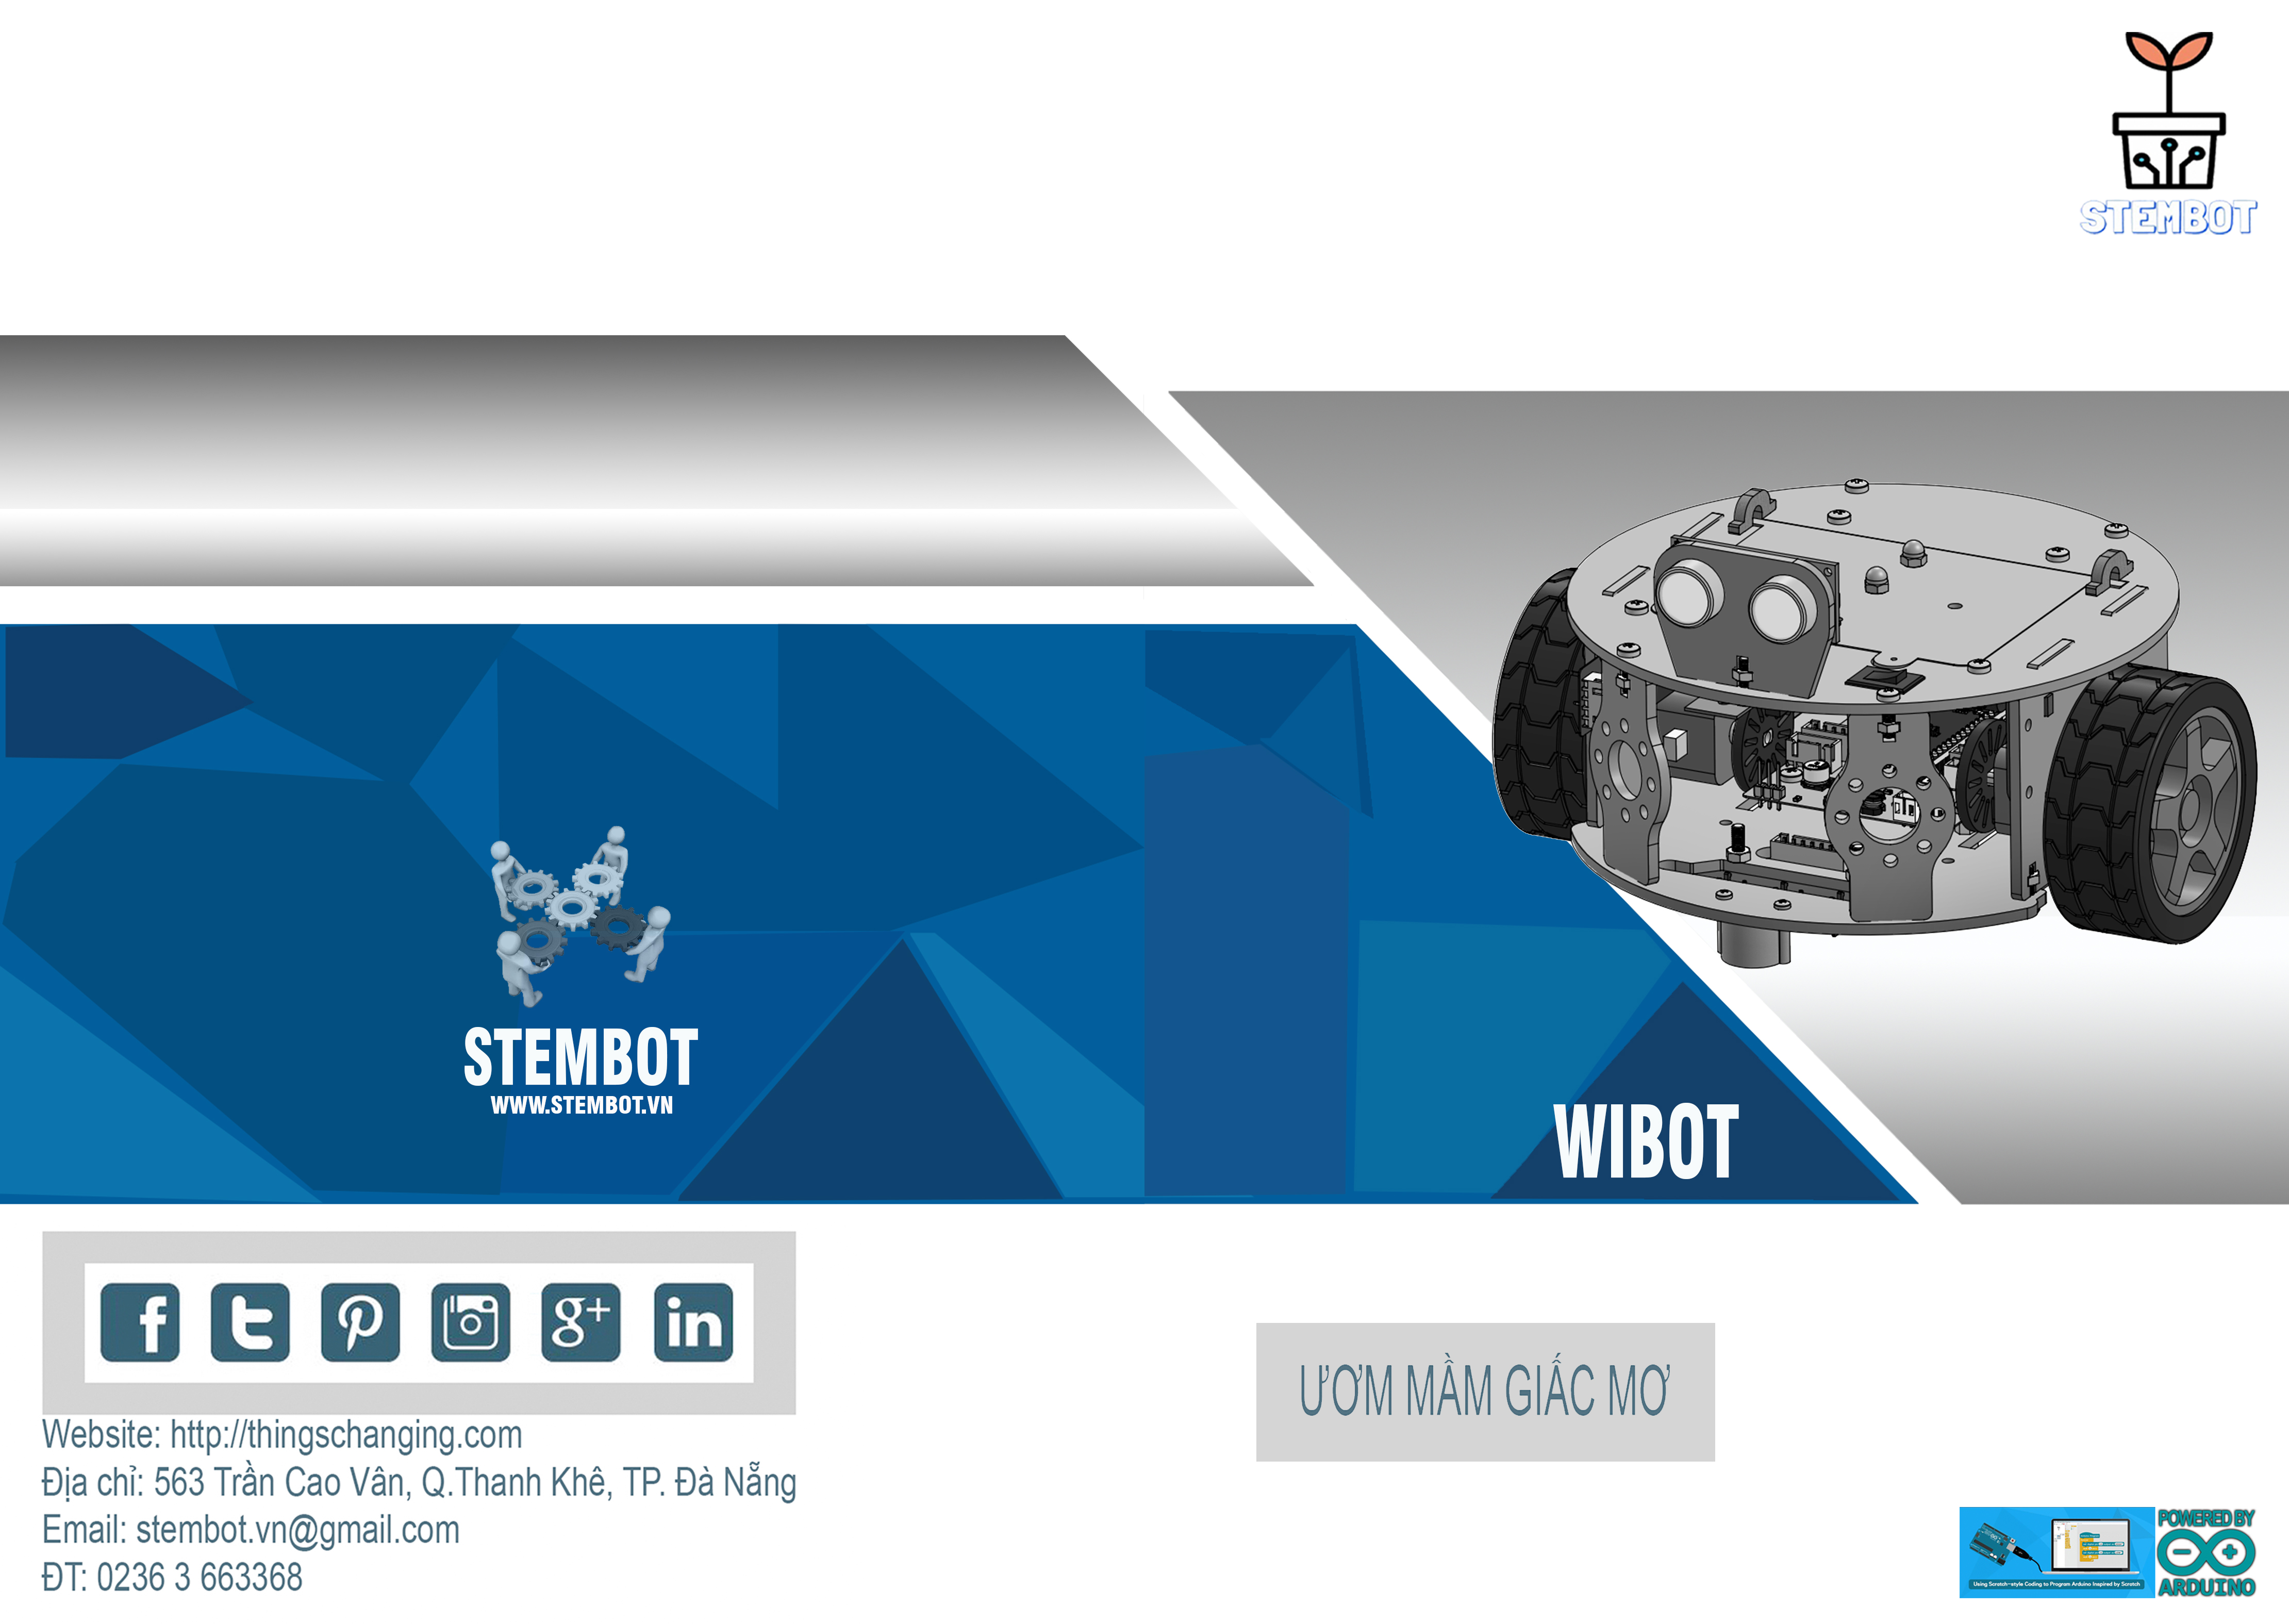 STEMBOT
STEMBOT
WWW.STEMBOT.VN
WIBOT
f t p g+ in
Website: http://thingschanging.com
Địa chỉ: 563 Trần Cao Vân, Q.Thanh Khê, TP. Đà Nẵng
Email: stembot.vn@gmail.com
ĐT: 0236 3 663368
ƯƠM MẦM GIẤC MƠ
Using Scratch-style Coding to Program Arduino Inspired by Scratch
POWERED BY
ARDUINO